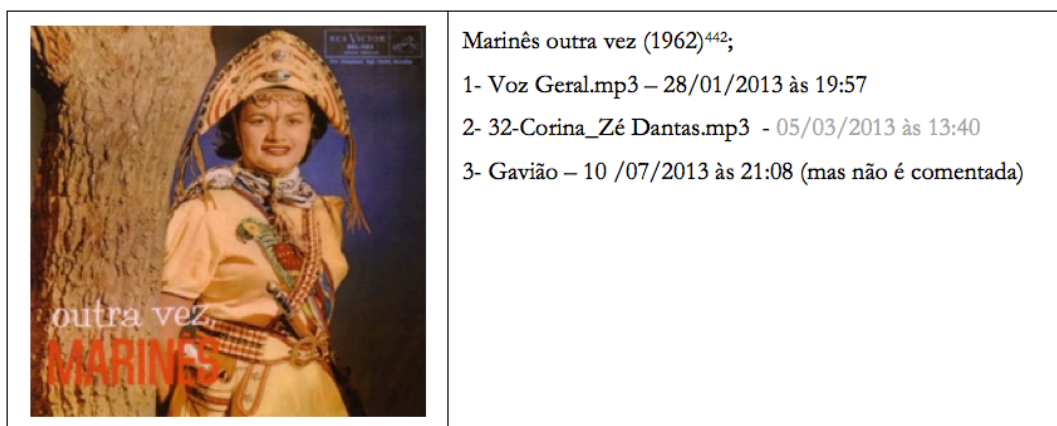 RCA VICTOR
outra vez,
MARINÊS
Marinês outra vez (1962)442;
1- Voz Geral.mp3 – 28/01/2013 às 19:57
2- 32-Corina_Zé Dantas.mp3 - 05/03/2013 às 13:40
3- Gavião – 10 /07/2013 às 21:08 (mas não é comentada)